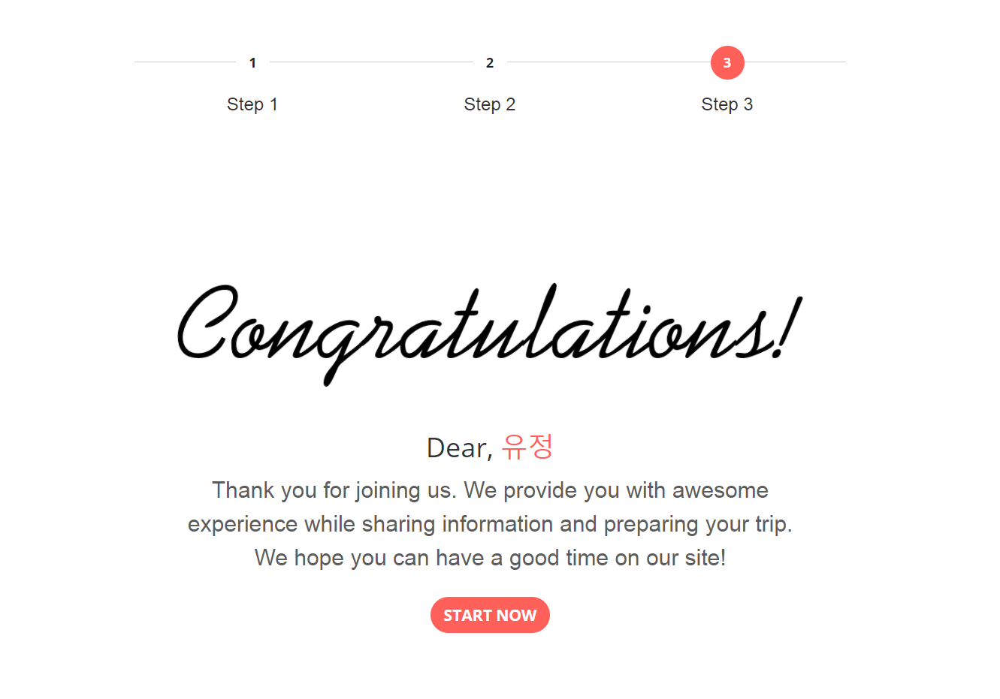 1 2 3
Step 1 Step 2 Step 3
Congratulations!
Dear, 유정
Thank you for joining us. We provide you with awesome
experience while sharing information and preparing your trip.
We hope you can have a good time on our site!
START NOW